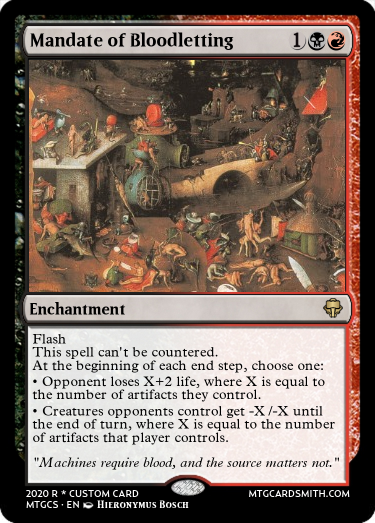 Mandate of Bloodletting 1
Enchantment
Flash
This spell can't be countered.
At the beginning of each end step, choose one:
• Opponent loses X+2 life, where X is equal to
the number of artifacts they control.
• Creatures opponents control get -X /-X until
the end of turn, where X is equal to the number
of artifacts that player controls.
"Machines require blood, and the source matters not."
2020 R * CUSTOM CARD
MTGCARDSMITH.COM
MTGCS · EN HIERONYMUS BOSCH